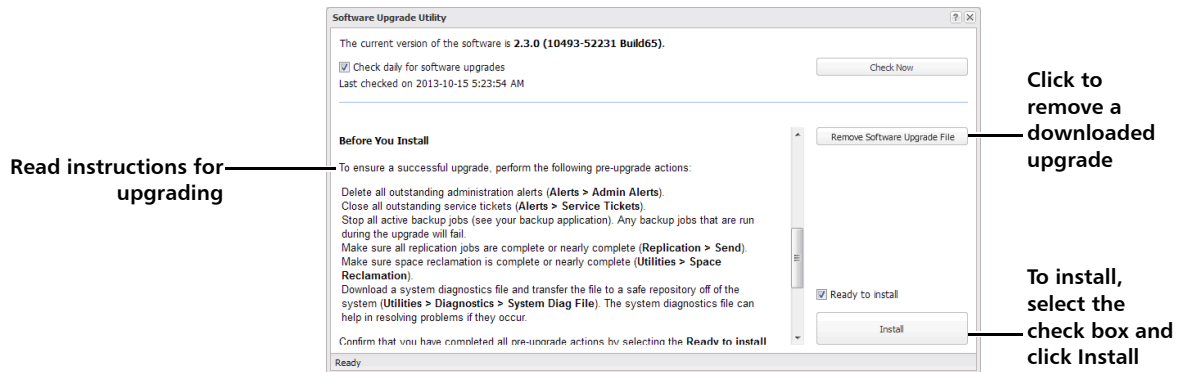 Software Upgrade Utility
The current version of the software is 2.3.0 (10493-52231 Build65).
Check daily for software upgrades
Check Now
Last checked on 2013-10-15 5:23:54 AM
Before You Install
Remove Software Upgrade File
To ensure a successful upgrade, perform the following pre-upgrade actions:
Delete all outstanding administration alerts (Alerts > Admin Alerts).
Close all outstanding service tickets (Alerts > Service Tickets).
Stop all active backup jobs (see your backup application). Any backup jobs that are run
during the upgrade will fail.
Make sure all replication jobs are complete or nearly complete (Replication > Send).
Make sure space reclamation is complete or nearly complete (Utilities > Space
Reclamation).
Download a system diagnostics file and transfer the file to a safe repository off of the
system (Utilities > Diagnostics > System Diag File). The system diagnostics file can
help in resolving problems if they occur.
Confirm that you have completed all pre-upgrade actions by selecting the Ready to install
Ready to install
Install
Ready
Read instructions for
upgrading
Click to
remove a
downloaded
upgrade
To install,
select the
check box and
click Install